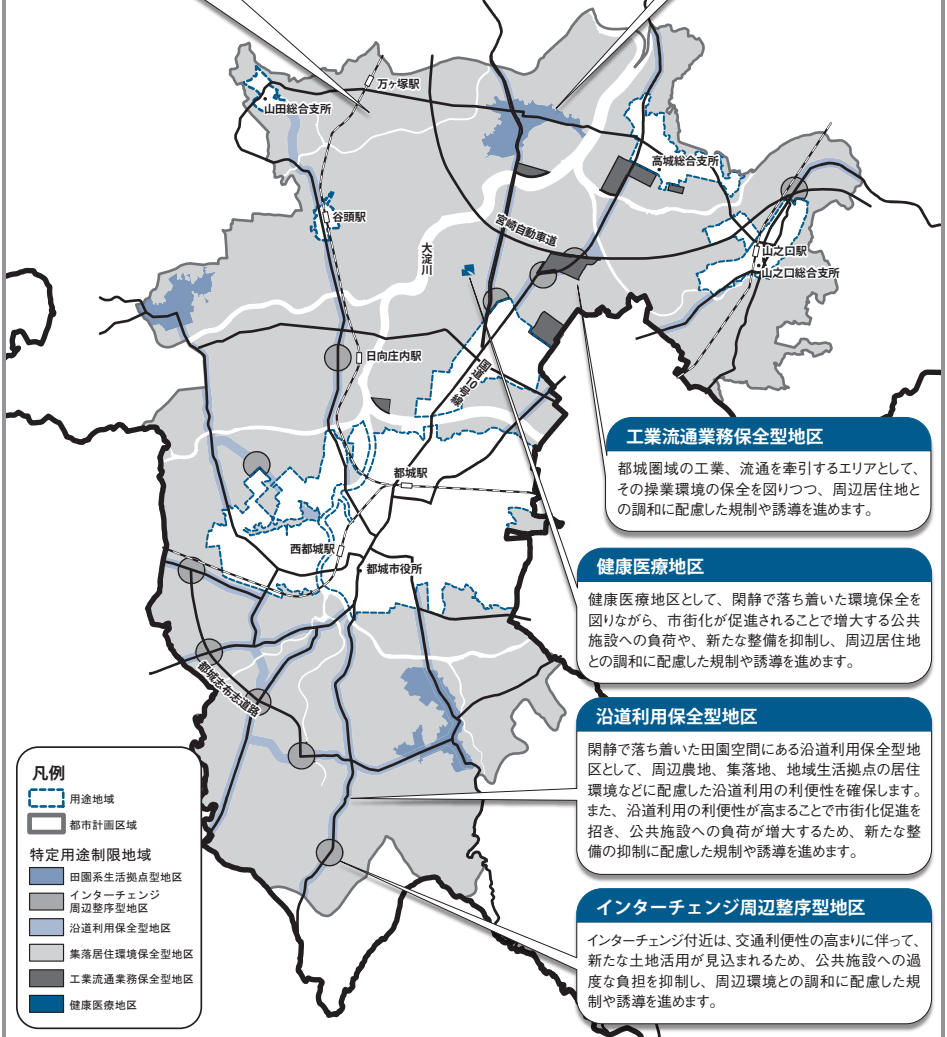 万ヶ塚駅
山田総合支所
高城総合支所
谷頭駅
宮崎自動車道
大淀川
山之口駅
山之口総合支所
日向庄内駅
国道10号線
工業流通業務保全型地区
都城圏域の工業、流通を牽引するエリアとして、
その操業環境の保全を図りつつ、周辺居住地と
の調和に配慮した規制や誘導を進めます。
都城駅
西都城駅
都城市役所
健康医療地区
健康医療地区として、閑静で落ち着いた環境保全を
図りながら、市街化が促進されることで増大する公共
施設への負荷や、新たな整備を抑制し、周辺居住地
との調和に配慮した規制や誘導を進めます。
都城志布志道路
沿道利用保全型地区
閑静で落ち着いた田園空間にある沿道利用保全型地
区として、周辺農地、集落地、地域生活拠点の居住
環境などに配慮した沿道利用の利便性を確保します。
また、沿道利用の利便性が高まることで市街化促進を
招き、公共施設への負荷が増大するため、新たな整
備の抑制に配慮した規制や誘導を進めます。
インターチェンジ周辺整序型地区
インターチェンジ付近は、交通利便性の高まりに伴って、
新たな土地活用が見込まれるため、公共施設への過
度な負担を抑制し、周辺環境との調和に配慮した規
制や誘導を進めます。
凡例
用途地域
都市計画区域
特定用途制限地域
田園系生活拠点型地区
インターチェンジ
周辺整序型地区
沿道利用保全型地区
集落居住環境保全型地区
工業流通業務保全型地区
健康医療地区